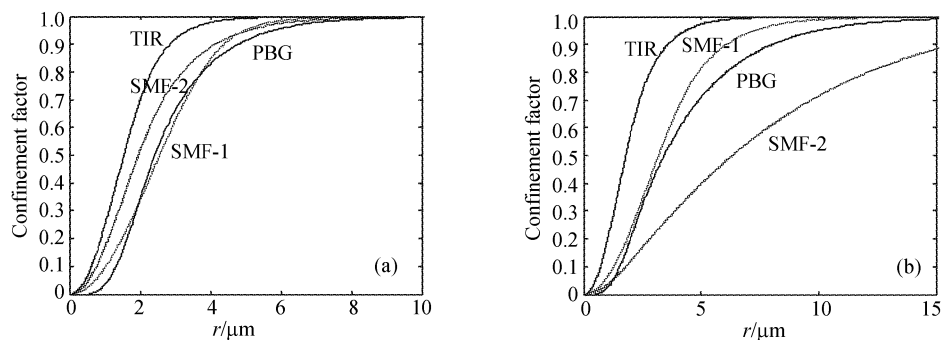 1.0
0.9
0.8
0.7
0.6
0.5
0.4
0.3
0.2
0.1
0
Confinement factor
TIR
SMF-2
PBG
SMF-1
(a)
0 2 4 6 8 10
r/μm
1.0
0.9
0.8
0.7
0.6
0.5
0.4
0.3
0.2
0.1
0
Confinement factor
TIR
SMF-1
PBG
SMF-2
(b)
0 5 10 15
r/μm